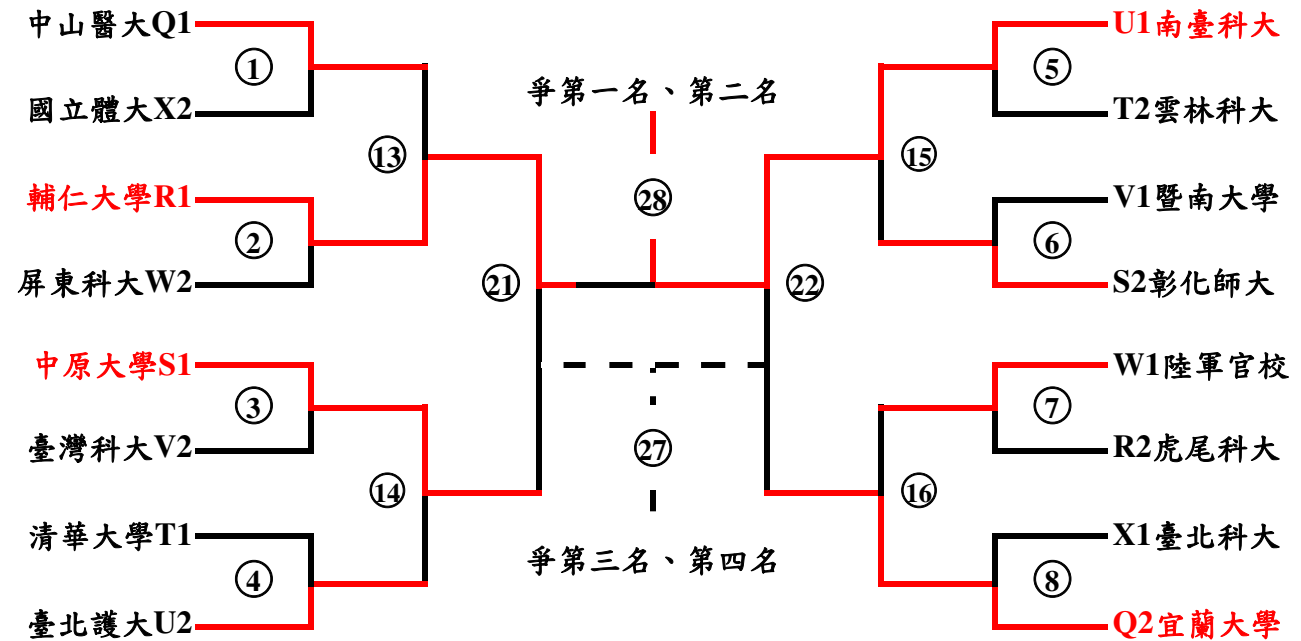 中山醫大Q1
①
國立體大X2
⑬
輔仁大學R1
②
屏東科大W2
㉑
中原大學S1
③
臺灣科大V2
⑭
清華大學T1
④
臺北護大U2
爭第一名、第二名
㉘
㉗
爭第三名、第四名
U1南臺科大
⑤
T2雲林科大
⑮
V1暨南大學
⑥
S2彰化師大
㉒
W1陸軍官校
⑦
R2虎尾科大
⑯
X1臺北科大
⑧
Q2宜蘭大學